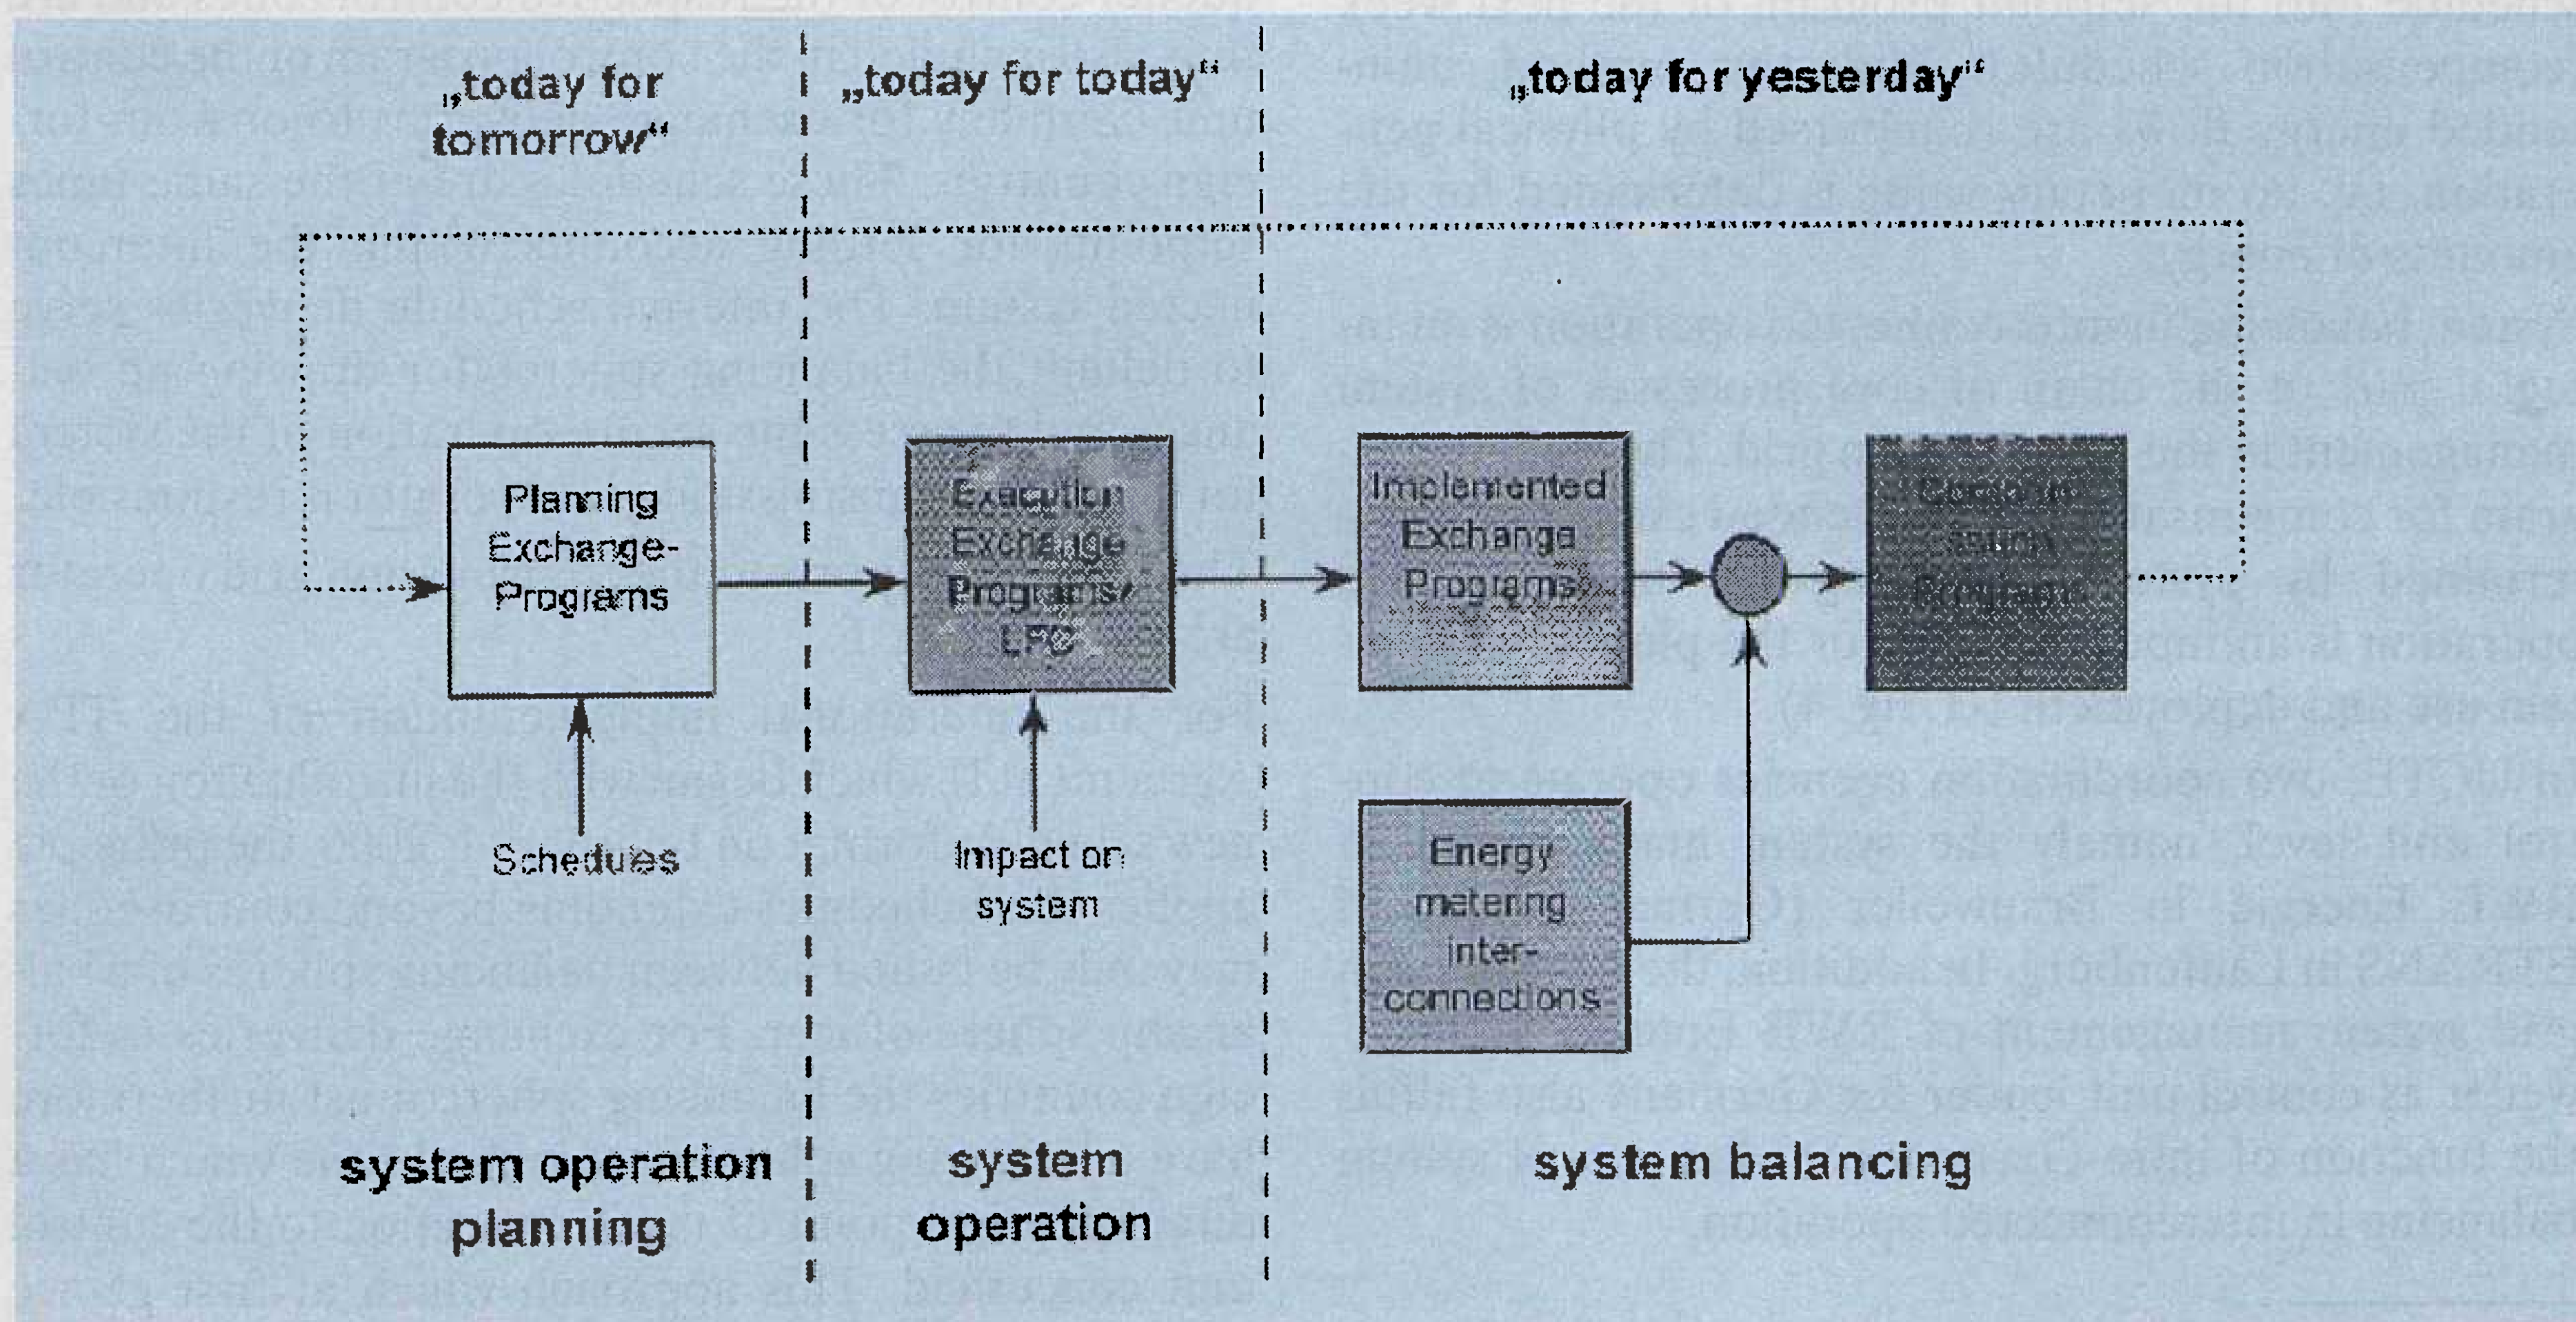 „today for
tomorrow“
„today for today“
„today for yesterday“
Planning
Exchange-
Programs
Execution
Exchange
Programs/
Implemented
Exchange
Programs
Schedules
Impact on
system
Energy
metering
inter-
connections
system operation
planning
system
operation
system balancing